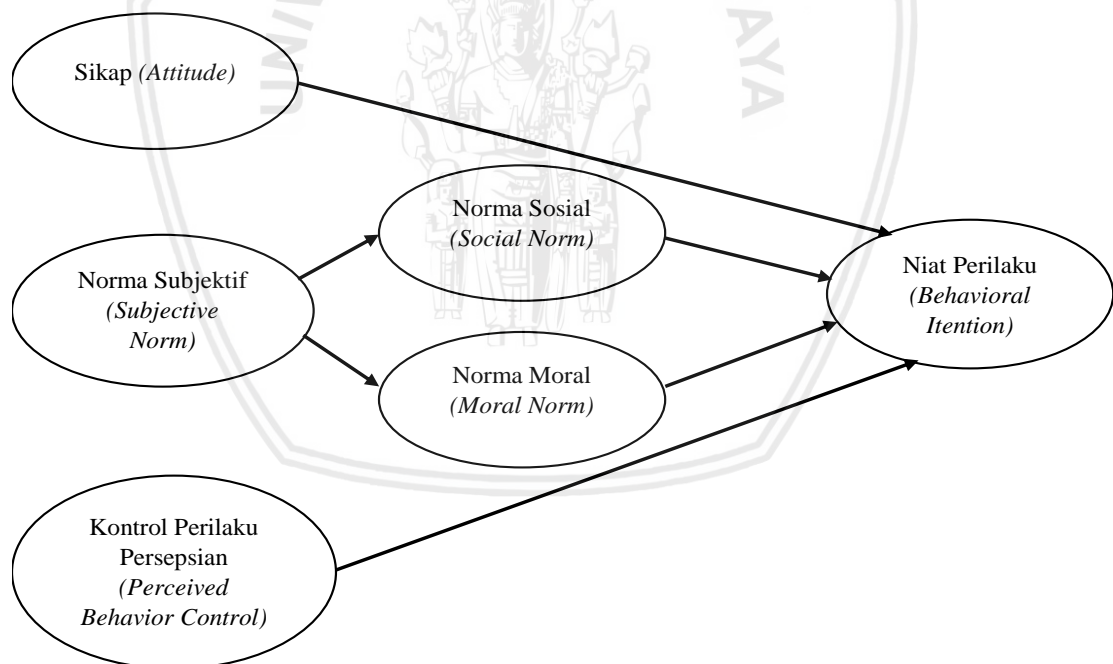 Sikap (Attitude)
Norma Sosial
(Social Norm)
Norma Subjektif
(Subjective
Norm)
Niat Perilaku
(Behavioral
Itention)
Norma Moral
(Moral Norm)
Kontrol Perilaku
Persepsian
(Perceived
Behavior Control)
AYA